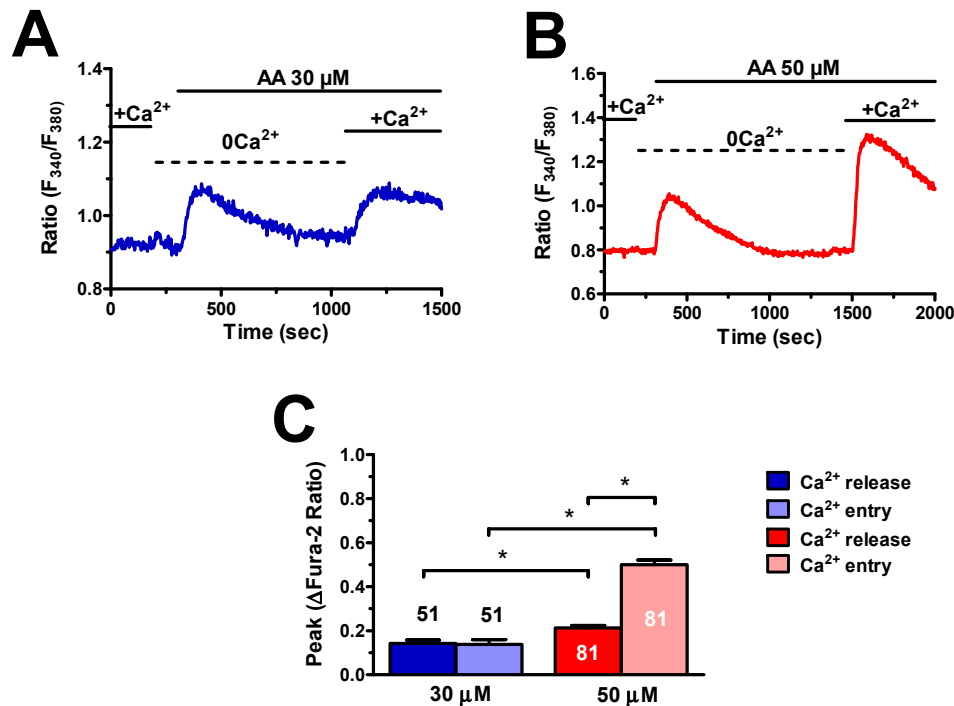 A
AA 30 µM
+Ca²⁺
0Ca²⁺
+Ca²⁺
Ratio (F₃₄₀/F₃₈₀)
1.4
1.2
1.0
0.8
0 500 1000 1500
Time (sec)
B
AA 50 µM
+Ca²⁺
0Ca²⁺
+Ca²⁺
Ratio (F₃₄₀/F₃₈₀)
1.6
1.4
1.2
1.0
0.8
0.6
0 500 1000 1500 2000
Time (sec)
C
Peak (ΔFura-2 Ratio)
1.0
0.8
0.6
0.4
0.2
0.0
*
*
*
51 51
81 81
30 µM 50 µM
Ca²⁺ release
Ca²⁺ entry
Ca²⁺ release
Ca²⁺ entry